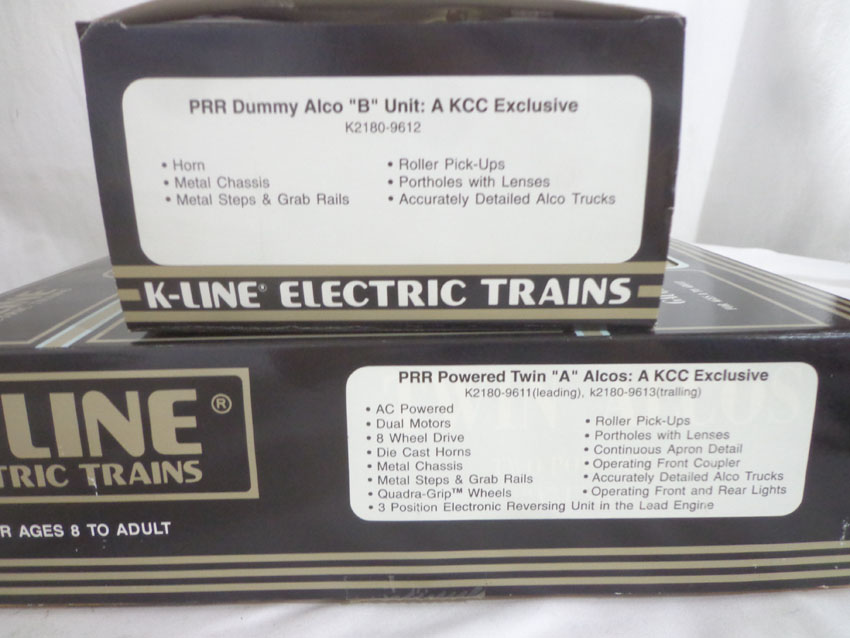 PRR Dummy Alco "B" Unit: A KCC Exclusive
K2180-9612
• Horn
• Metal Chassis
• Metal Steps & Grab Rails
• Roller Pick-Ups
• Portholes with Lenses
• Accurately Detailed Alco Trucks
K-LINE® ELECTRIC TRAINS
LINE®
TRIC TRAINS
R AGES 8 TO ADULT
PRR Powered Twin "A" Alcos: A KCC Exclusive
K2180-9611(leading), k2180-9613(tralling)
• AC Powered
• Dual Motors
• 8 Wheel Drive
• Die Cast Horns
• Metal Chassis
• Metal Steps & Grab Rails
• Quadra-Grip™ Wheels
• 3 Position Electronic Reversing Unit in the Lead Engine
• Roller Pick-Ups
• Portholes with Lenses
• Continuous Apron Detail
• Operating Front Coupler
• Accurately Detailed Alco Trucks
• Operating Front and Rear Lights